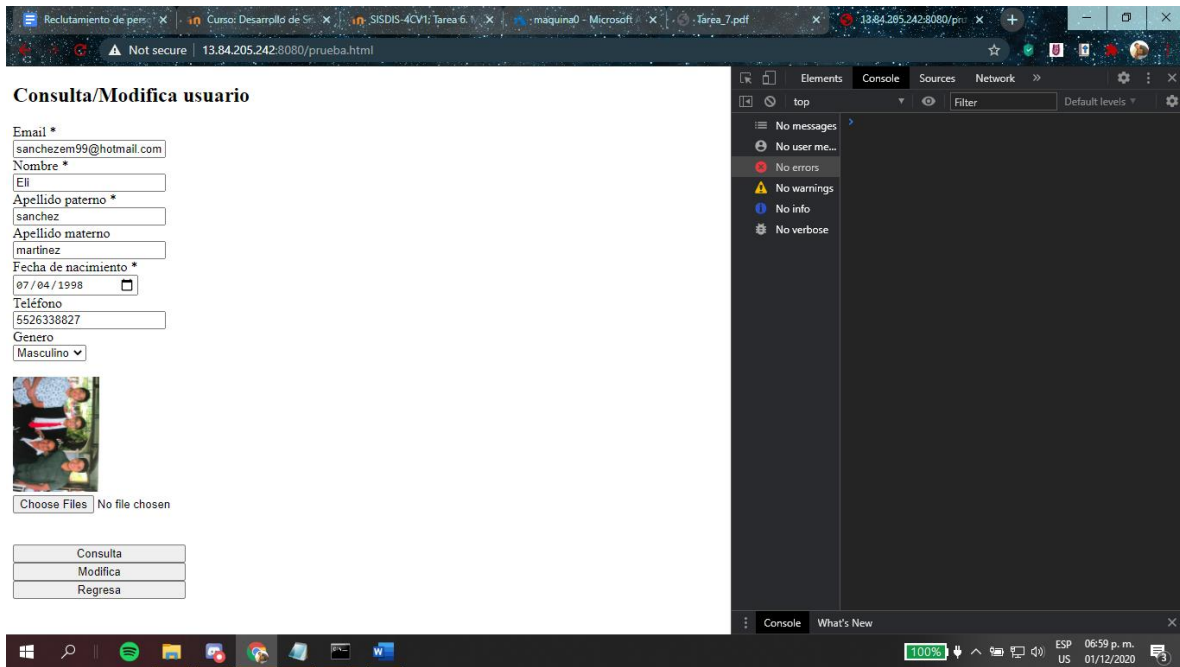 Reclutamiento de pers
Curso: Desarrollo de Se
SISDIS-4CV1: Tarea 6.
maquina0 - Microsoft A
Tarea_7.pdf
13.84.205.242:8080/pru
Not secure | 13.84.205.242:8080/prueba.html
Consulta/Modifica usuario
Email *
sanchezem99@hotmail.com
Nombre *
Eli
Apellido paterno *
sanchez
Apellido materno
martinez
Fecha de nacimiento *
07/04/1998
Teléfono
5526338827
Genero
Masculino
Choose Files No file chosen
Consulta
Modifica
Regresa
Elements Console Sources Network »
top Filter Default levels
No messages
No user me...
No errors
No warnings
No info
No verbose
Console What's New
100%
ESP
US
06:59 p. m.
01/12/2020
3